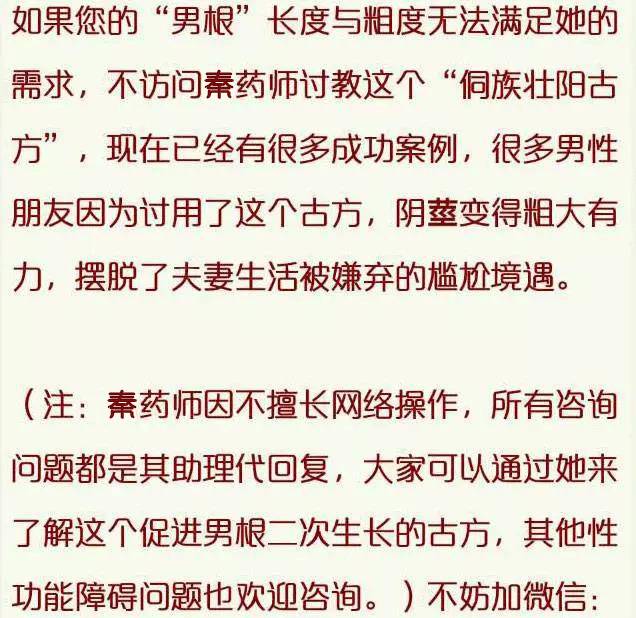 如果您的“男根”长度与粗度无法满足她的
需求，不访问秦药师讨教这个“侗族壮阳古
方”，现在已经有很多成功案例，很多男性
朋友因为讨用了这个古方，阴莖变得粗大有
力，摆脱了夫妻生活被嫌弃的尴尬境遇。
（注：秦药师因不擅长网络操作，所有咨询
问题都是其助理代回复，大家可以通过她来
了解这个促进男根二次生长的古方，其他性
功能障碍问题也欢迎咨询。）不妨加微信：